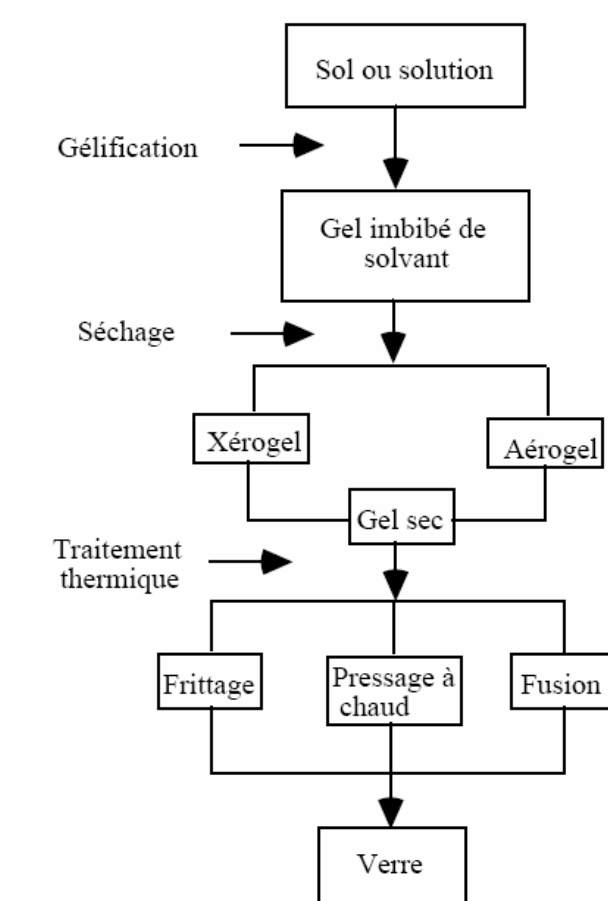 Sol ou solution
Gélification
Gel imbibé de
solvant
Séchage
Xérogel
Aérogel
Gel sec
Traitement
thermique
Frittage
Pressage à
chaud
Fusion
Verre